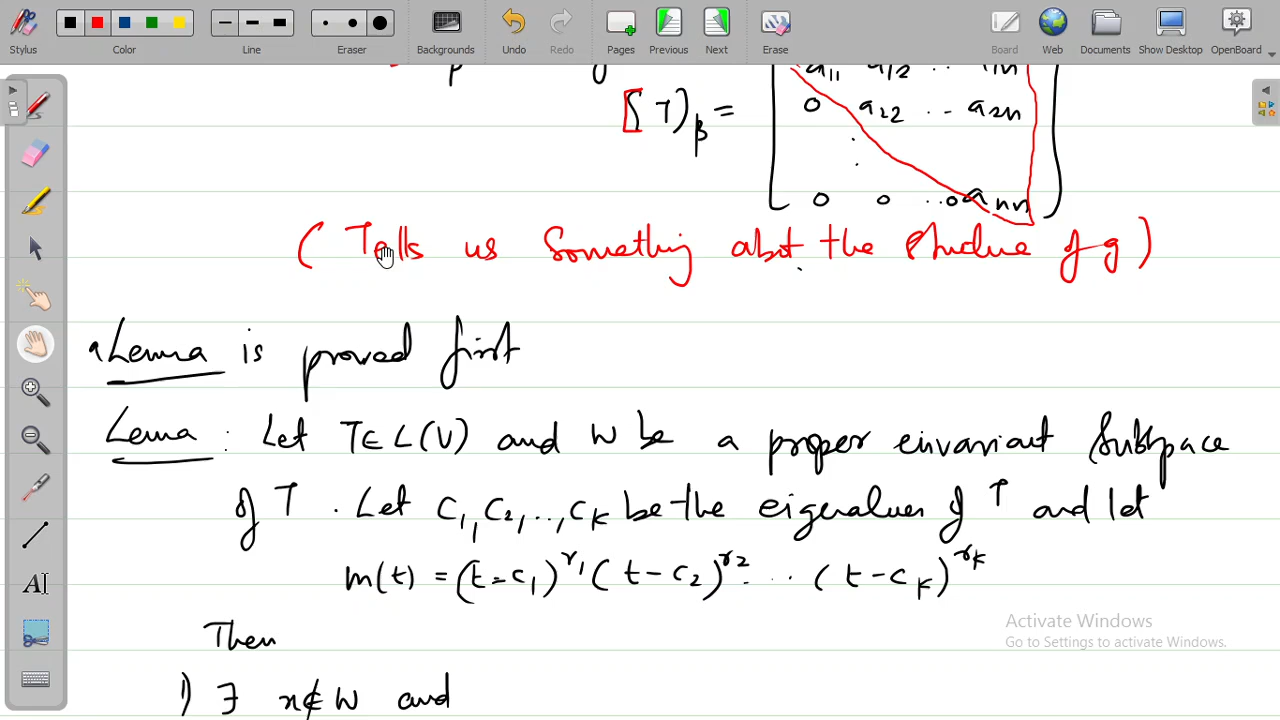 Stylus Color Line Eraser Backgrounds Undo Redo Pages Previous Next Erase Board Web Documents Show Desktop OpenBoard
a11 a12 .. 1n
[T)β = 0 a22 .. a2n
0 0 ..0 ann
( Tells us something abot the of g )
Lemma is proved first
Lemma : Let T∈L(V) and W be a proper invariant Subspace
of T . Let C1, C2, .., Ck be the eigenvalues of T and let
m(t) = (t-c1)^r1 (t-c2)^r2 ... (t-ck)^rk
Activate Windows
Go to Settings to activate Windows.
Then
1) ∃ x∉W and